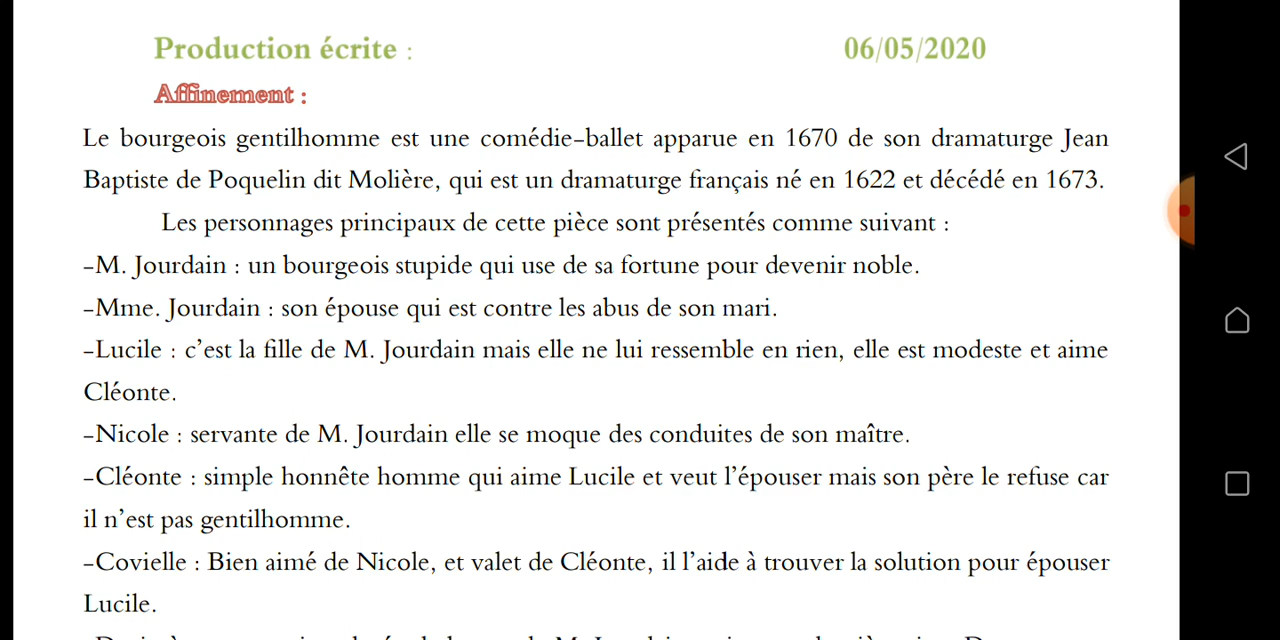 Production écrite : 06/05/2020
Affinement :
Le bourgeois gentilhomme est une comédie-ballet apparue en 1670 de son dramaturge Jean
Baptiste de Poquelin dit Molière, qui est un dramaturge français né en 1622 et décédé en 1673.
Les personnages principaux de cette pièce sont présentés comme suivant :
-M. Jourdain : un bourgeois stupide qui use de sa fortune pour devenir noble.
-Mme. Jourdain : son épouse qui est contre les abus de son mari.
-Lucile : c'est la fille de M. Jourdain mais elle ne lui ressemble en rien, elle est modeste et aime
Cléonte.
-Nicole : servante de M. Jourdain elle se moque des conduites de son maître.
-Cléonte : simple honnête homme qui aime Lucile et veut l'épouser mais son père le refuse car
il n'est pas gentilhomme.
-Covielle : Bien aimé de Nicole, et valet de Cléonte, il l'aide à trouver la solution pour épouser
Lucile.